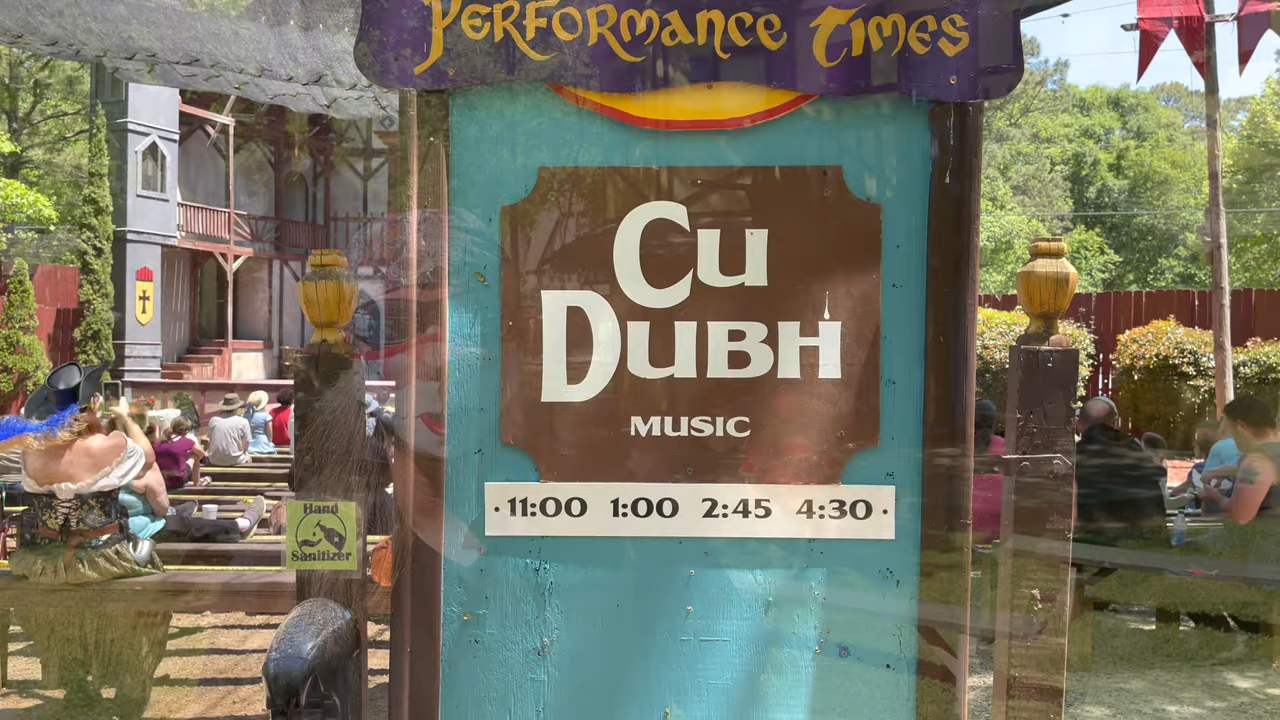 Performance Times
Cu
Dubh
MUSIC
· 11:00 1:00 2:45 4:30 ·
Hand
Sanitizer